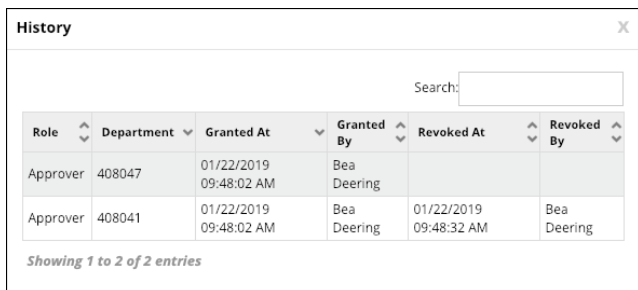 History X
Search:
Role Department Granted At Granted By Revoked At Revoked By
Approver 408047 01/22/2019 09:48:02 AM Bea Deering
Approver 408041 01/22/2019 09:48:02 AM Bea Deering 01/22/2019 09:48:32 AM Bea Deering
Showing 1 to 2 of 2 entries